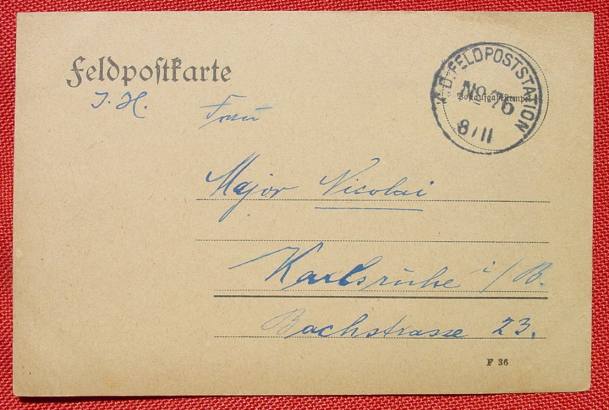 Feldpostkarte
J. H.
K.D. FELDPOSTSTATION
No 76
8/11
Frau
Major Nicolai
Karlsruhe i/B.
Bachstrasse 23.
F 36